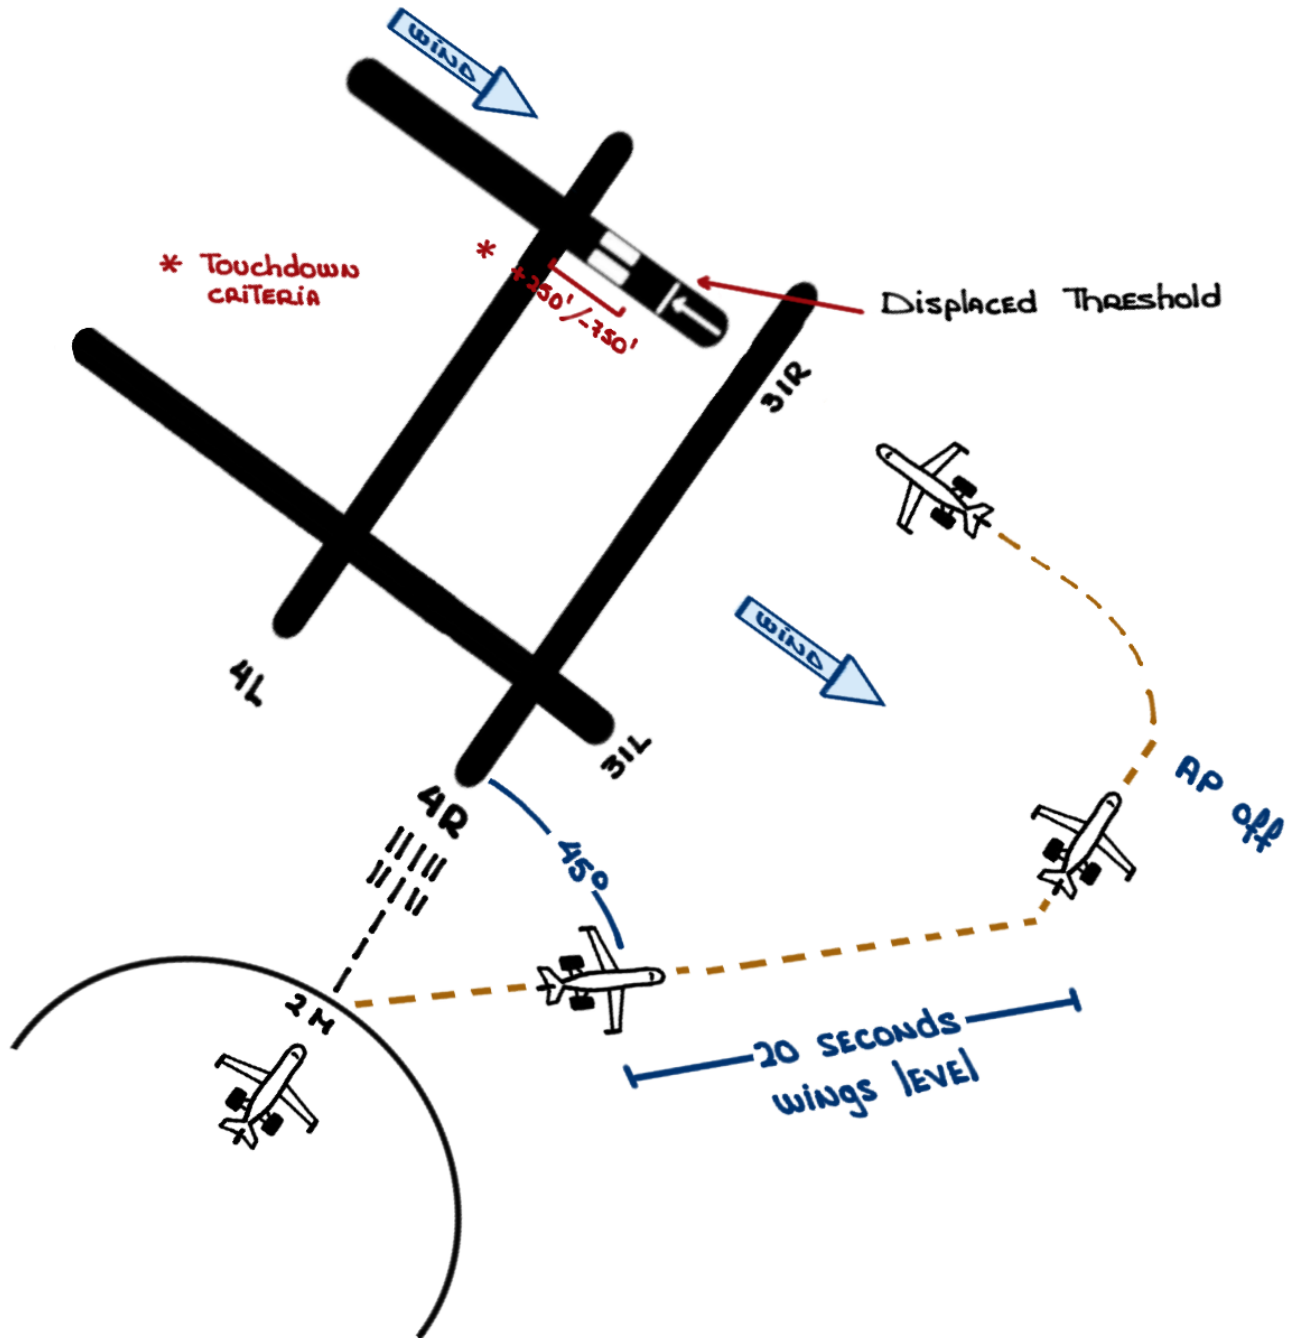 WIND
* Touchdown
CRITERIA
*
+250'/-750'
Displaced Threshold
31R
WIND
4L
31L
4R
45°
AP off
2M
20 SECONDS
wings level